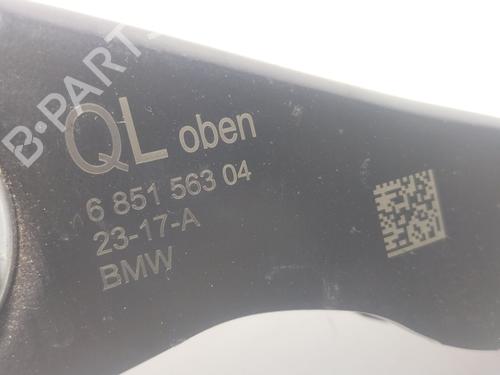 B-PARTS
QL oben
6 851 563 04
23-17-A
BMW